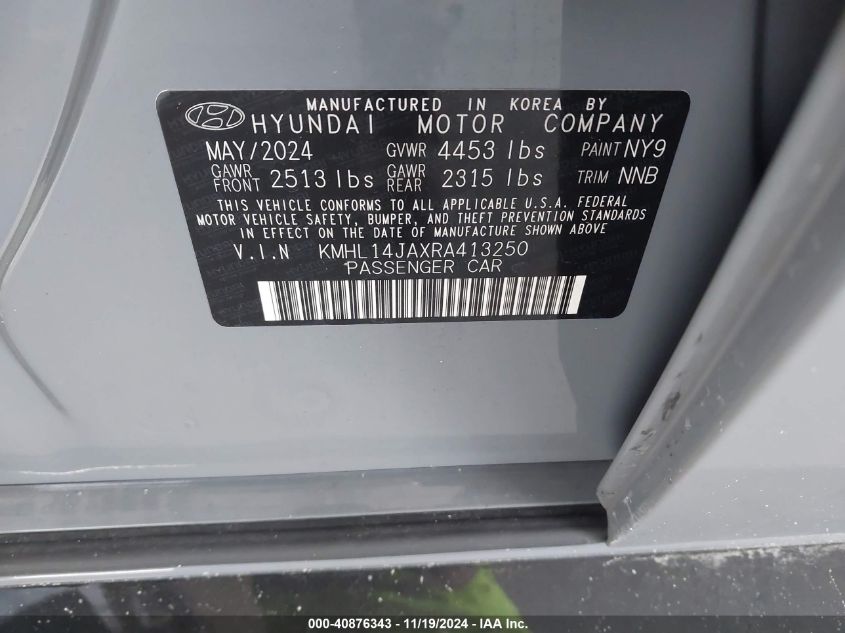 MANUFACTURED IN KOREA BY
HYUNDAI MOTOR COMPANY
MAY/2024 GVWR 4453 lbs PAINT NY9
GAWR FRONT 2513 lbs GAWR REAR 2315 lbs TRIM NNB
THIS VEHICLE CONFORMS TO ALL APPLICABLE U.S.A. FEDERAL
MOTOR VEHICLE SAFETY, BUMPER, AND THEFT PREVENTION STANDARDS
IN EFFECT ON THE DATE OF MANUFACTURE SHOWN ABOVE
V.I.N KMHL14JAXRA413250
PASSENGER CAR
000-40876343 - 11/19/2024 - IAA Inc.